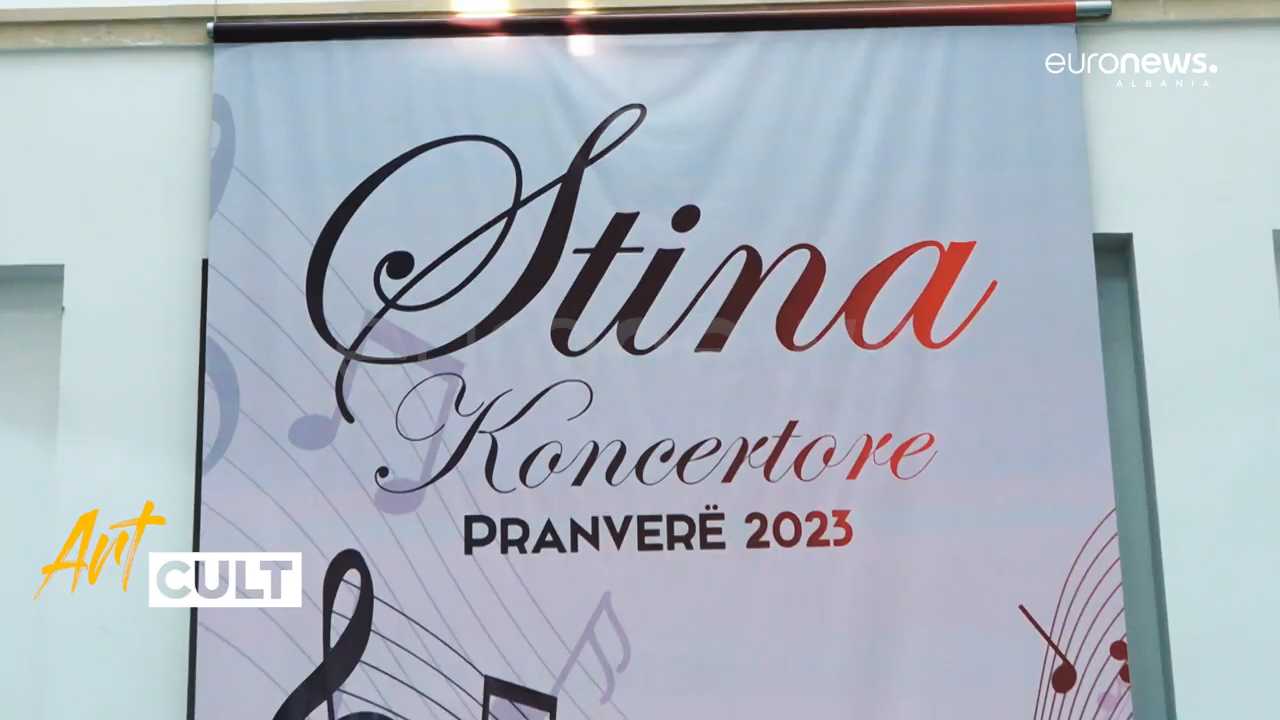 euronews.
ALBANIA
Stina
Koncertore
PRANVERË 2023
Art
CULT